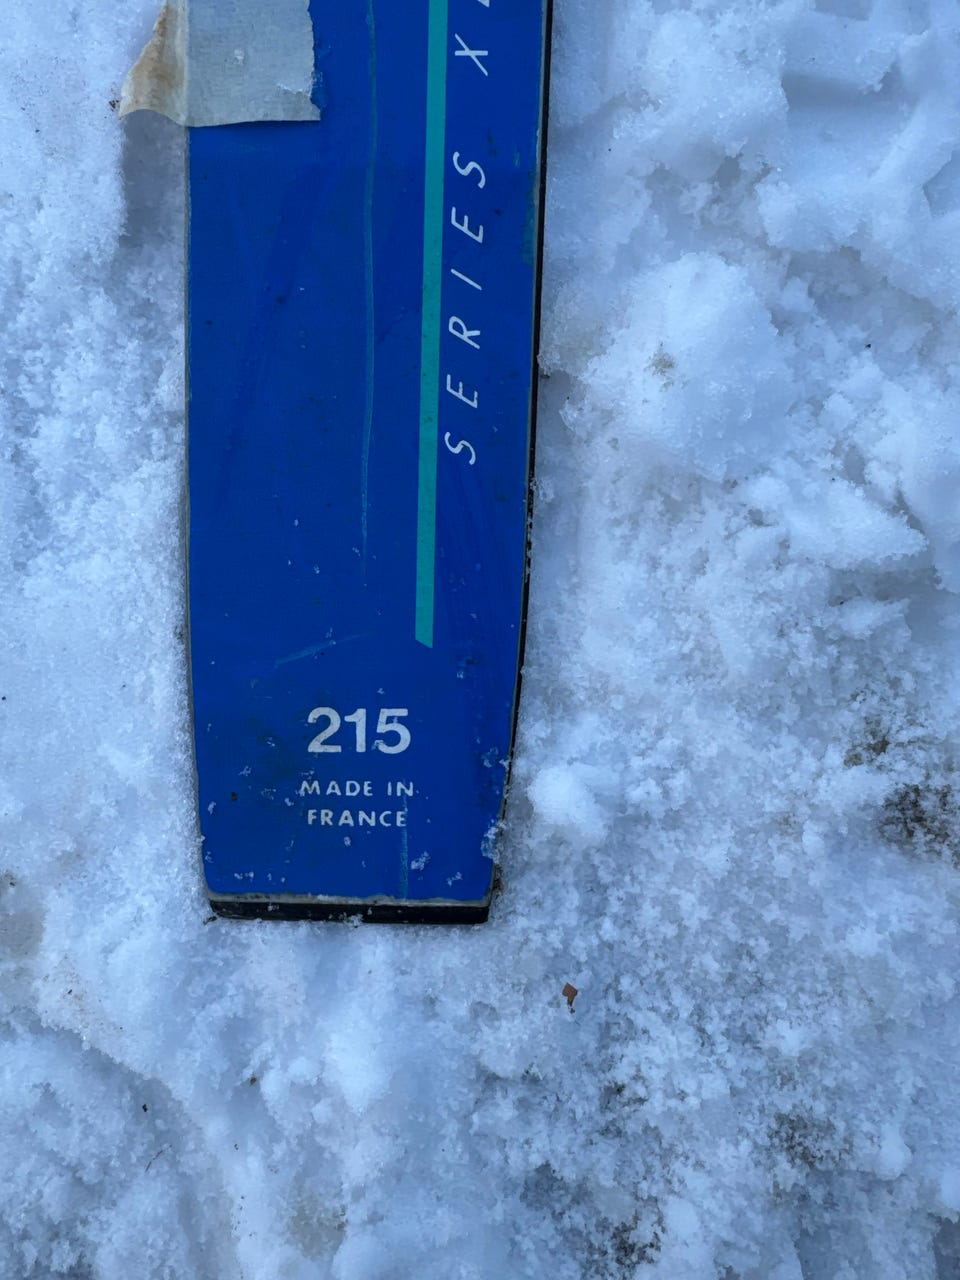 SERIES X
215
MADE IN
FRANCE